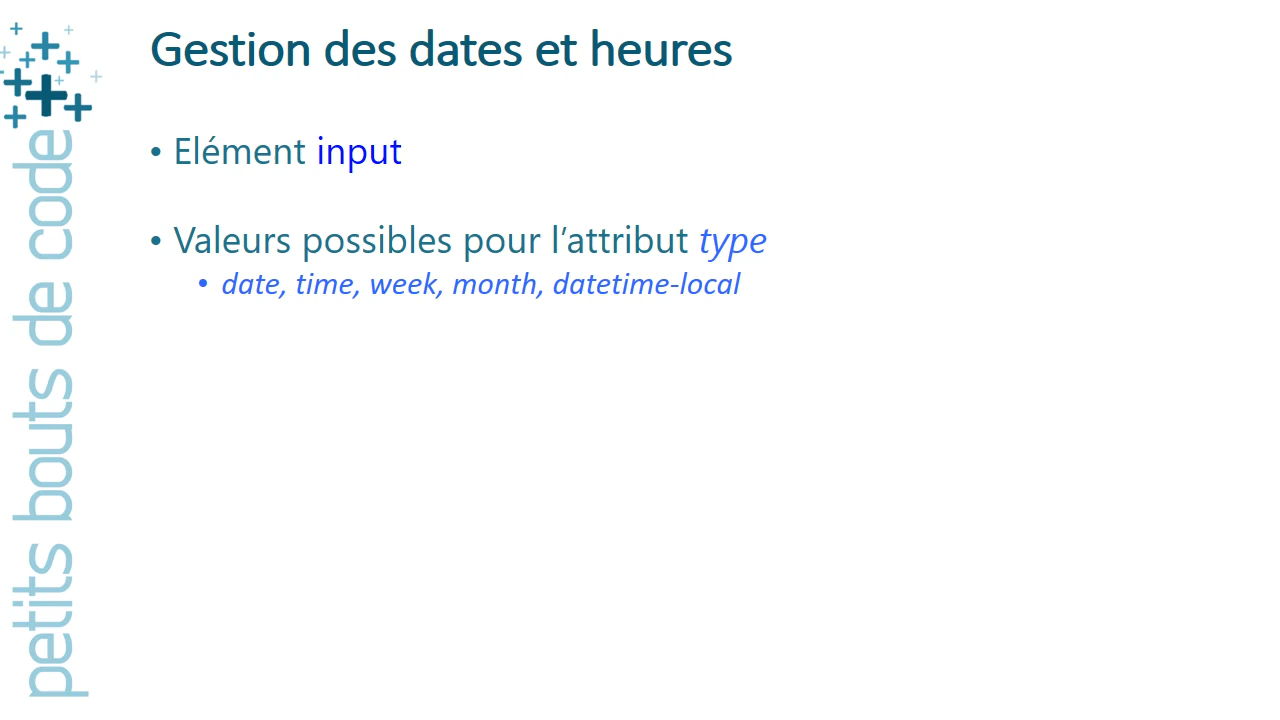 Gestion des dates et heures
• Elément input
• Valeurs possibles pour l’attribut type
• date, time, week, month, datetime-local
petits bouts de code